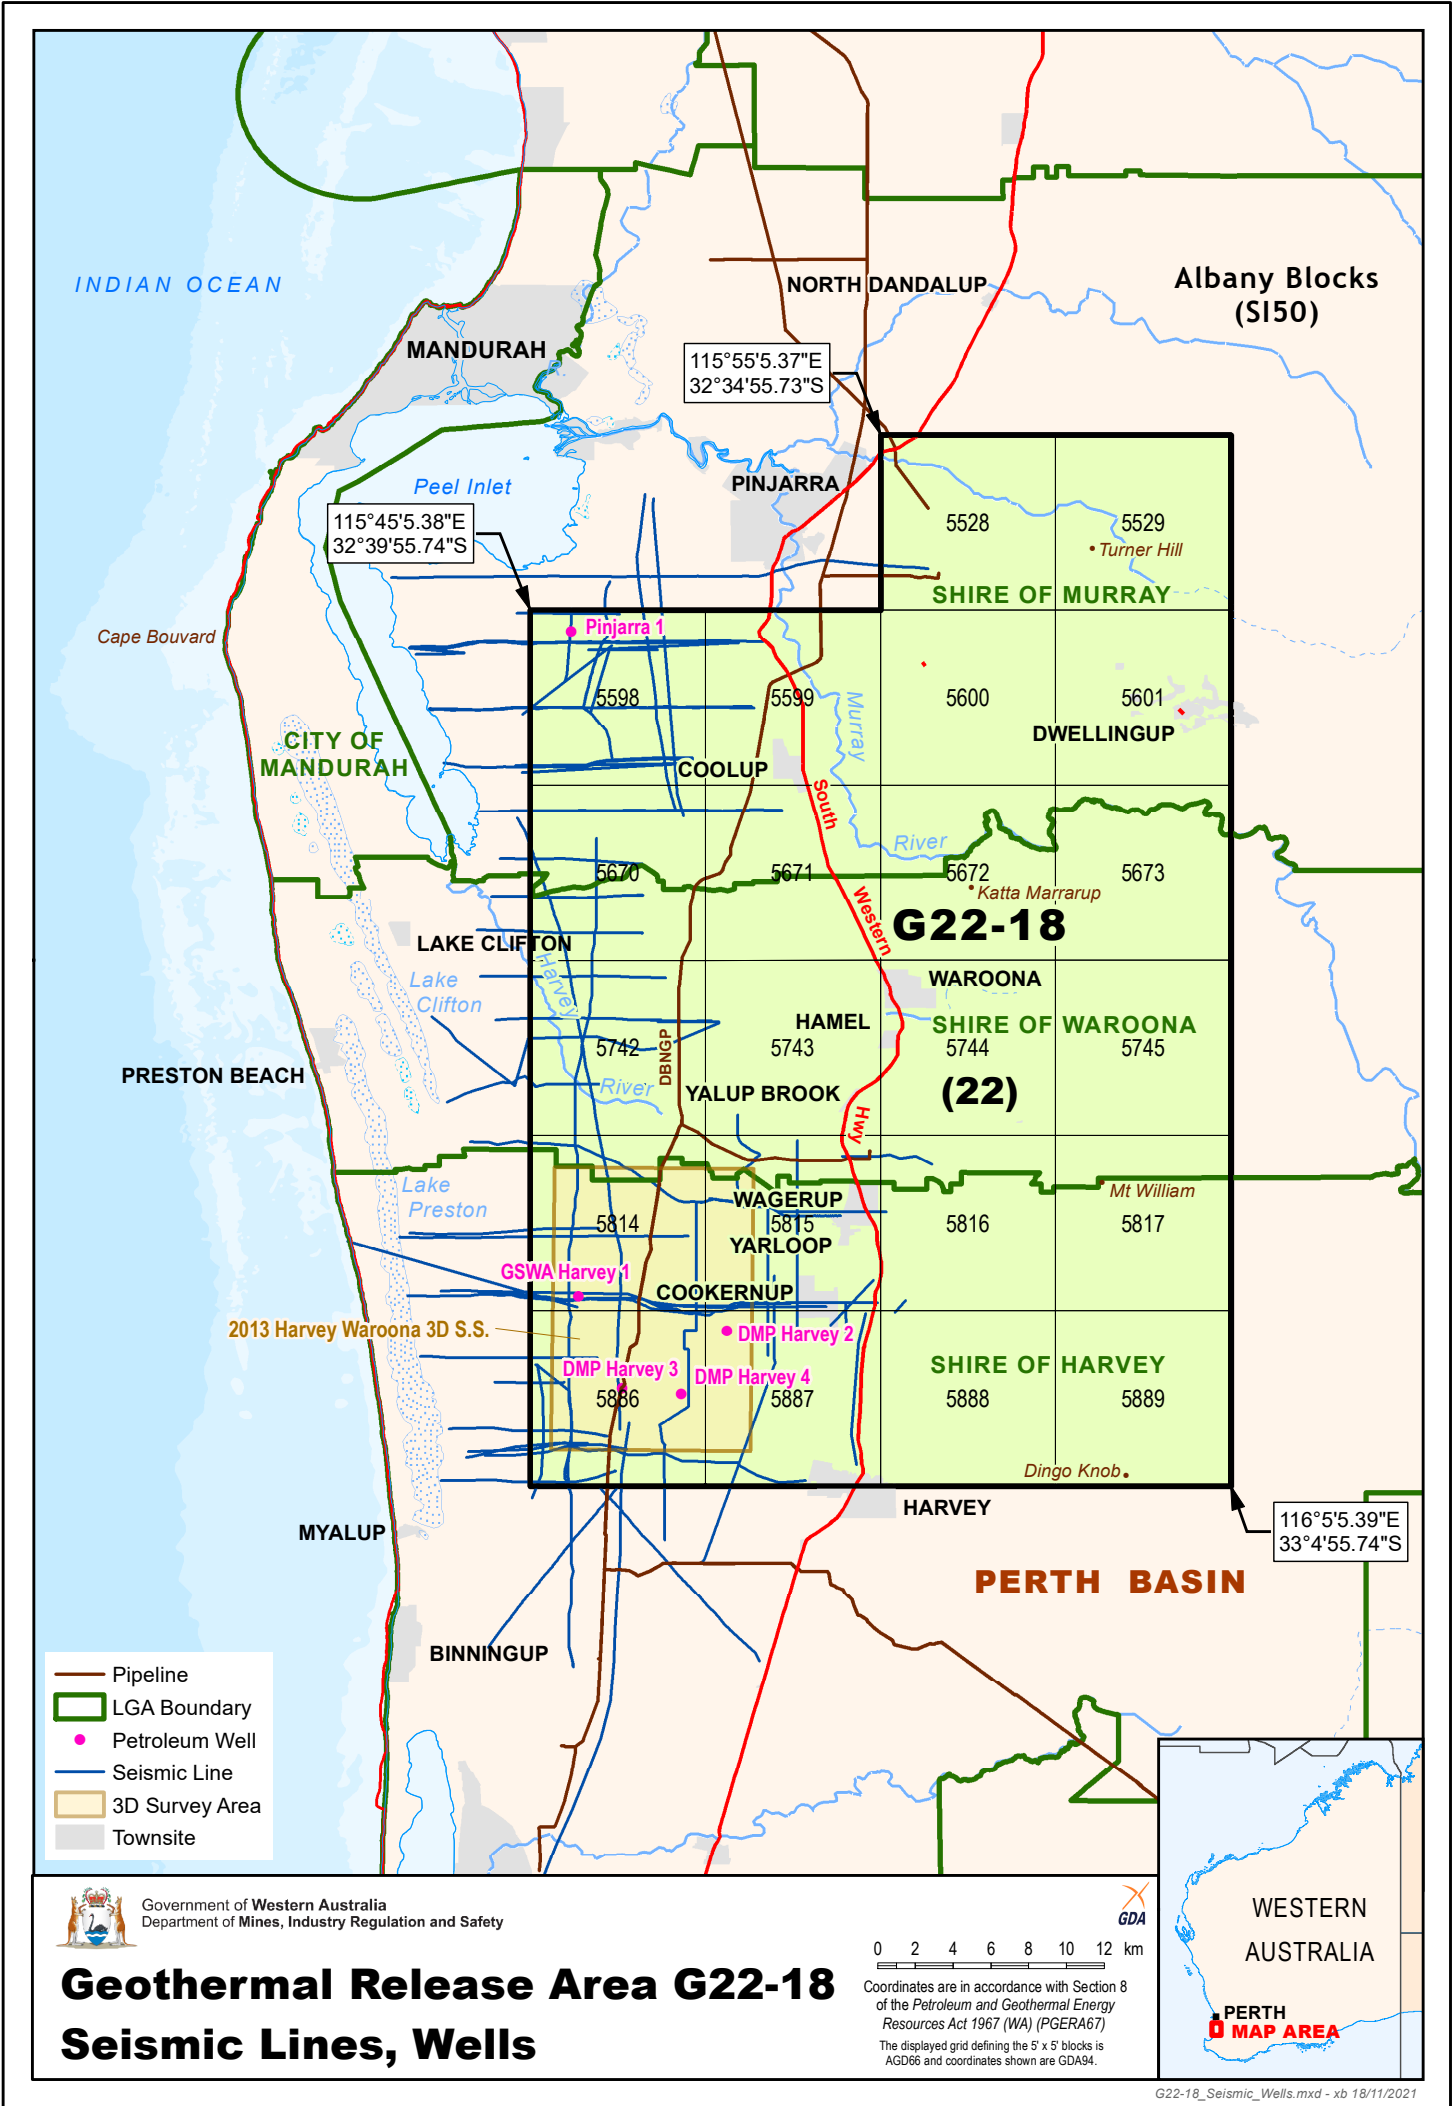 INDIAN OCEAN
NORTH DANDALUP
Albany Blocks
(SI50)
MANDURAH
115°55'5.37"E
32°34'55.73"S
Peel Inlet
PINJARRA
115°45'5.38"E
32°39'55.74"S
5528
5529
Turner Hill
SHIRE OF MURRAY
Cape Bouvard
Pinjarra 1
5598
5599
5600
5601
Murray
DWELLINGUP
CITY OF
MANDURAH
COOLUP
South
River
5670
5671
5672
5673
Katta Marrarup
Western
G22-18
LAKE CLIFTON
Harvey
Lake
Clifton
WAROONA
HAMEL
SHIRE OF WAROONA
5742
5743
5744
5745
DBNGP
PRESTON BEACH
River
YALUP BROOK
(22)
Hwy
Lake
Preston
Mt William
WAGERUP
5814
5815
5816
5817
YARLOOP
GSWA Harvey 1
COOKERNUP
2013 Harvey Waroona 3D S.S.
DMP Harvey 2
DMP Harvey 3
DMP Harvey 4
SHIRE OF HARVEY
5886
5887
5888
5889
Dingo Knob
HARVEY
116°5'5.39"E
33°4'55.74"S
MYALUP
PERTH BASIN
BINNINGUP
Pipeline
LGA Boundary
Petroleum Well
Seismic Line
3D Survey Area
Townsite
WESTERN
AUSTRALIA
PERTH
MAP AREA
Government of Western Australia
Department of Mines, Industry Regulation and Safety
GDA
Geothermal Release Area G22-18
Seismic Lines, Wells
0 2 4 6 8 10 12 km
Coordinates are in accordance with Section 8
of the Petroleum and Geothermal Energy
Resources Act 1967 (WA) (PGERA67)
The displayed grid defining the 5' x 5' blocks is
AGD66 and coordinates shown are GDA94.
G22-18_Seismic_Wells.mxd - xb 18/11/2021